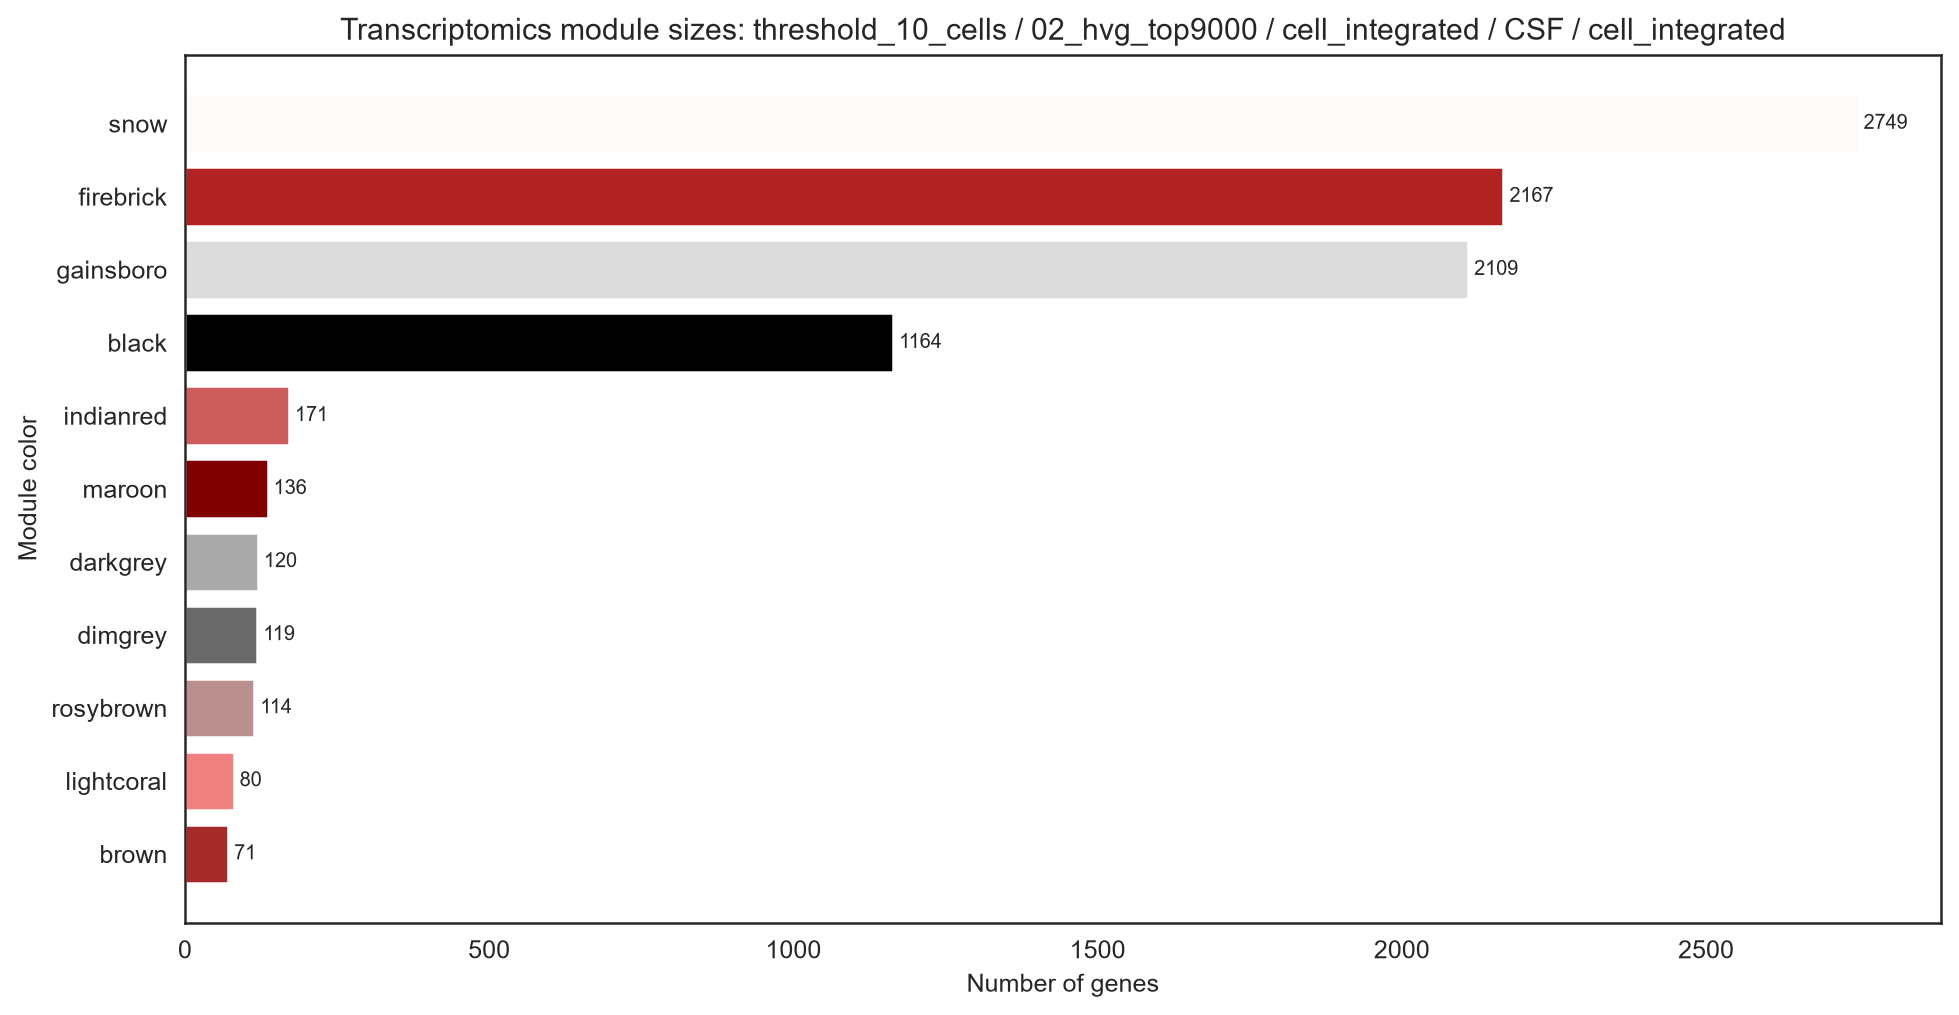 Transcriptomics module sizes: threshold_10_cells / 02_hvg_top9000 / cell_integrated / CSF / cell_integrated
snow 2749
firebrick 2167
gainsboro 2109
black 1164
indianred 171
maroon 136
darkgrey 120
dimgrey 119
rosybrown 114
lightcoral 80
brown 71
Module color
0 500 1000 1500 2000 2500
Number of genes